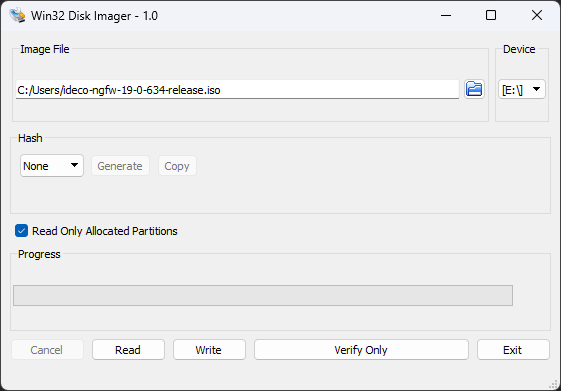 Win32 Disk Imager - 1.0
Image File
Device
C:/Users/ideco-ngfw-19-0-634-release.iso
[E:\]
Hash
None
Generate
Copy
Read Only Allocated Partitions
Progress
Cancel
Read
Write
Verify Only
Exit